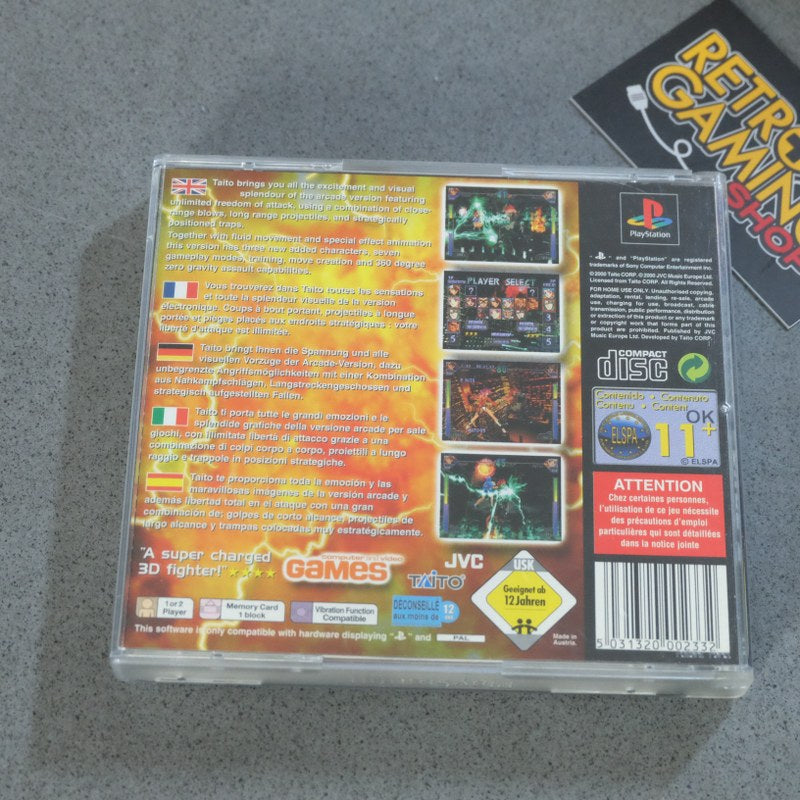 RETRO
GAMING
SHOP
Taito brings you all the excitement and visual
splendour of the arcade version featuring
unlimited freedom of attack, using a combination of close-
range blows, long range projectiles, and strategically
positioned traps.
Together with fluid movement and special effect animation
this version has three new added characters, seven
gameplay modes, training, move creation and 360 degree
zero gravity assault capabilities.
Vous trouverez dans Taito toutes les sensations
et toute la splendeur visuelle de la version
électronique. Coups à bout portant, projectiles à longue
portée et pièges placés aux endroits stratégiques : votre
liberté d'attaque est illimitée.
Taito bringt Ihnen die Spannung und alle
visuellen Vorzüge der Arcade-Version, dazu
unbegrenzte Angriffsmöglichkeiten mit einer Kombination
aus Nahkampfschlägen, Langstreckengeschossen und
strategisch aufgestellten Fallen.
Taito ti porta tutte le grandi emozioni e le
splendide grafiche della versione arcade per sale
giochi, con illimitata libertà di attacco grazie a una
combinazione di colpi corpo a corpo, proiettili a lungo
raggio e trappole in posizioni strategiche.
Taito te proporciona toda la emoción y las
maravillosas imágenes de la versión arcade y
además libertad total en el ataque con una gran
combinación de: golpes de corto alcance, projectiles de
largo alcance y trampas colocadas muy estratégicamente.
"A super charged
3D fighter!"
computer and video
GAMES
JVC
TAITO
1 or 2
Player
Memory Card
1 block
Vibration Function
Compatible
DÉCONSEILLÉ
aux moins de
12
ans
USK
Geeignet ab
12 Jahren
This software is only compatible with hardware displaying " " and
PAL
Made in
Austria.
PLAYER SELECT
PlayStation
" " and "PlayStation" are registered
trademarks of Sony Computer Entertainment Inc.
© 2000 Taito CORP. © 2000 JVC Music Europe Ltd.
Licensed from Taito CORP. All Rights Reserved.
FOR HOME USE ONLY. Unauthorised copying,
adaptation, rental, lending, re-sale, arcade
use, charging for use, broadcast, cable
transmission, public performance, distribution
or extraction of this product or any trademark
or copyright work that forms part of this
product are prohibited. Published by JVC
Music Europe Ltd. Developed by Taito CORP.
COMPACT
disc
Contenido • Contenuto
Contenu • Content
ELSPA
OK
11+
© ELSPA
ATTENTION
Chez certaines personnes,
l'utilisation de ce jeu nécessite
des précautions d'emploi
particulières qui sont détaillées
dans la notice jointe
5 031320 002332